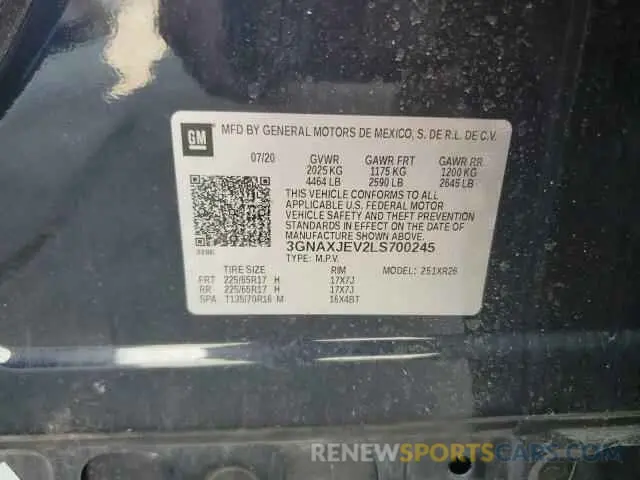 GM
MFD BY GENERAL MOTORS DE MEXICO, S. DE R.L. DE C.V.
07/20 GVWR GAWR FRT GAWR RR
2025 KG 1175 KG 1200 KG
4464 LB 2590 LB 2645 LB
THIS VEHICLE CONFORMS TO ALL
APPLICABLE U.S. FEDERAL MOTOR
VEHICLE SAFETY AND THEFT PREVENTION
STANDARDS IN EFFECT ON THE DATE OF
MANUFACTURE SHOWN ABOVE.
3GNAXJEV2LS700245
TYPE: M.P.V.
TIRE SIZE RIM MODEL: 251XR26
FRT 225/65R17 H 17X7J
RR 225/65R17 H 17X7J
SPA T135/70R16 M 16X4BT
RENEWSALVAGECARS.COM